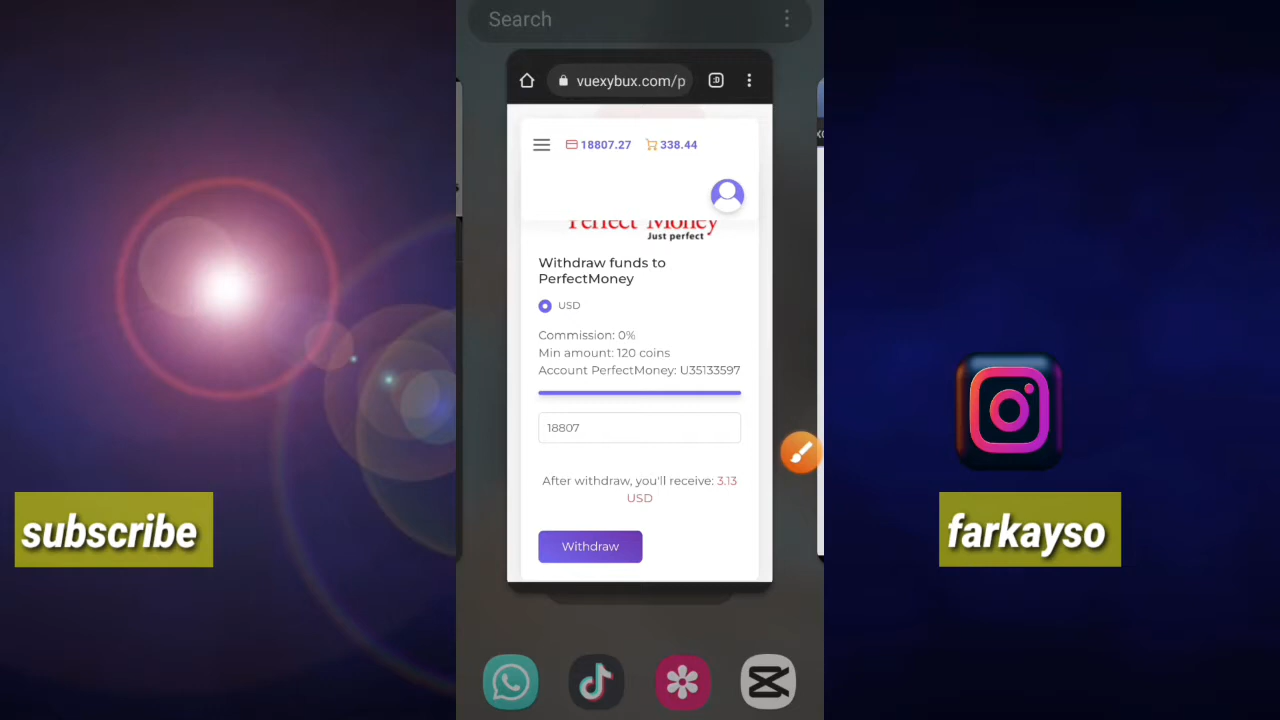 Search
vuexybux.com/p
:D
18807.27 338.44
Perfect Money
Just perfect
Withdraw funds to
PerfectMoney
USD
Commission: 0%
Min amount: 120 coins
Account PerfectMoney: U35133597
18807
After withdraw, you'll receive: 3.13
USD
Withdraw
subscribe
farkayso